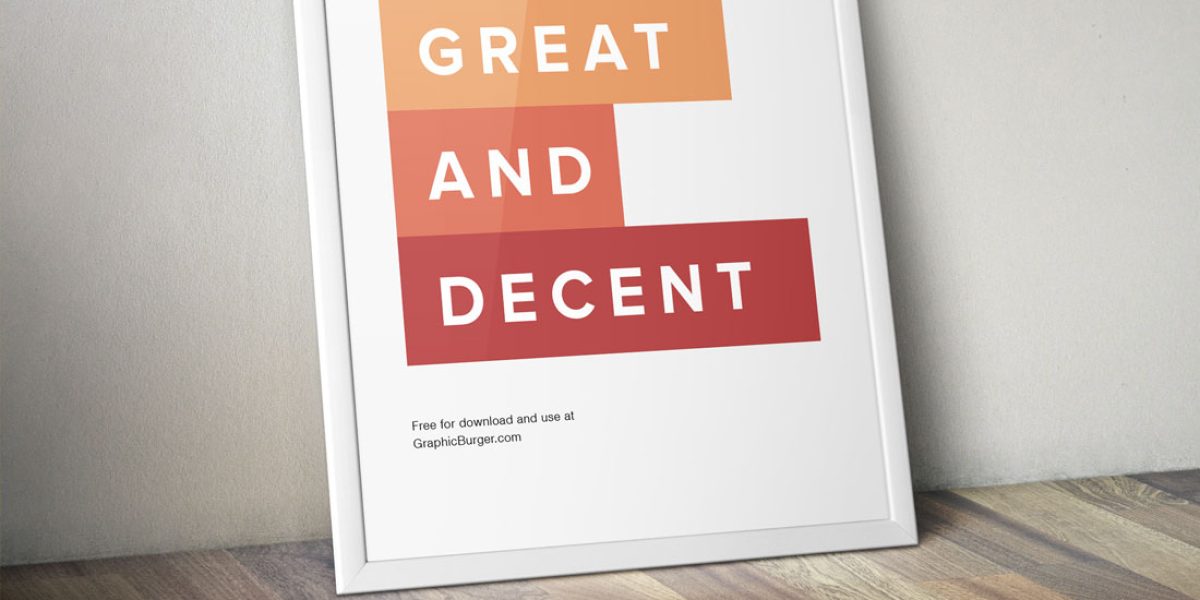 GREAT
AND
DECENT
Free for download and use at
GraphicBurger.com